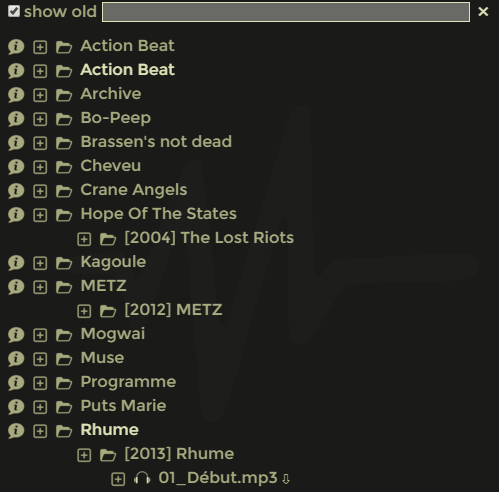 show old ×
Action Beat
Action Beat
Archive
Bo-Peep
Brassen's not dead
Cheveu
Crane Angels
Hope Of The States
[2004] The Lost Riots
Kagoule
METZ
[2012] METZ
Mogwai
Muse
Programme
Puts Marie
Rhume
[2013] Rhume
01_Début.mp3 ⇩